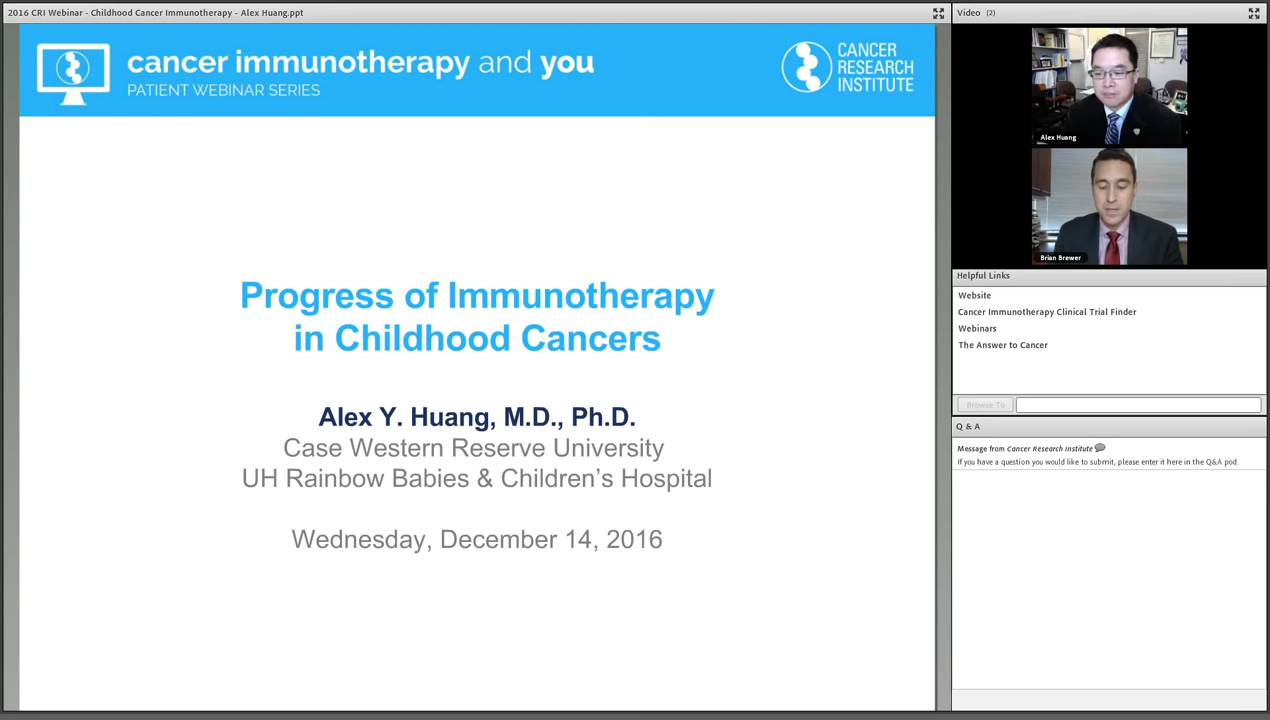 2016 CRI Webinar - Childhood Cancer Immunotherapy - Alex Huang.ppt
cancer immunotherapy and you
PATIENT WEBINAR SERIES
CANCER
RESEARCH
INSTITUTE
Progress of Immunotherapy
in Childhood Cancers
Alex Y. Huang, M.D., Ph.D.
Case Western Reserve University
UH Rainbow Babies & Children's Hospital
Wednesday, December 14, 2016
Video (2)
Alex Huang
Brian Brewer
Helpful Links
Website
Cancer Immunotherapy Clinical Trial Finder
Webinars
The Answer to Cancer
Browse To
Q & A
Message from Cancer Research Institute
If you have a question you would like to submit, please enter it here in the Q&A pod.